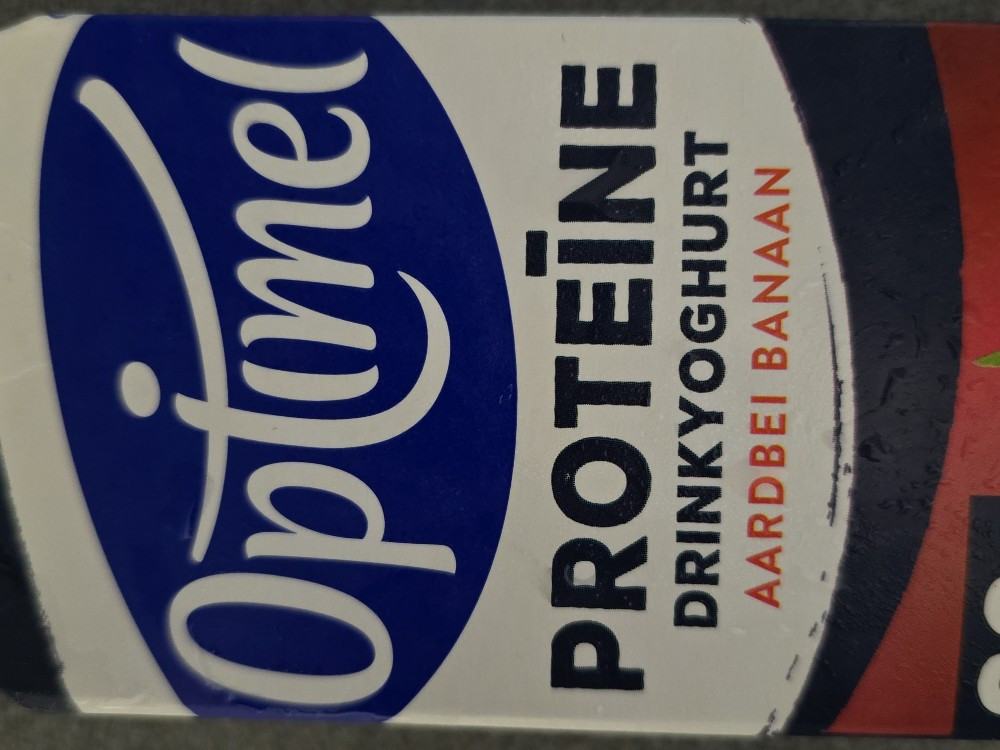 Optimel
PROTEÏNE
DRINKYOGHURT
AARDBEI BANAAN